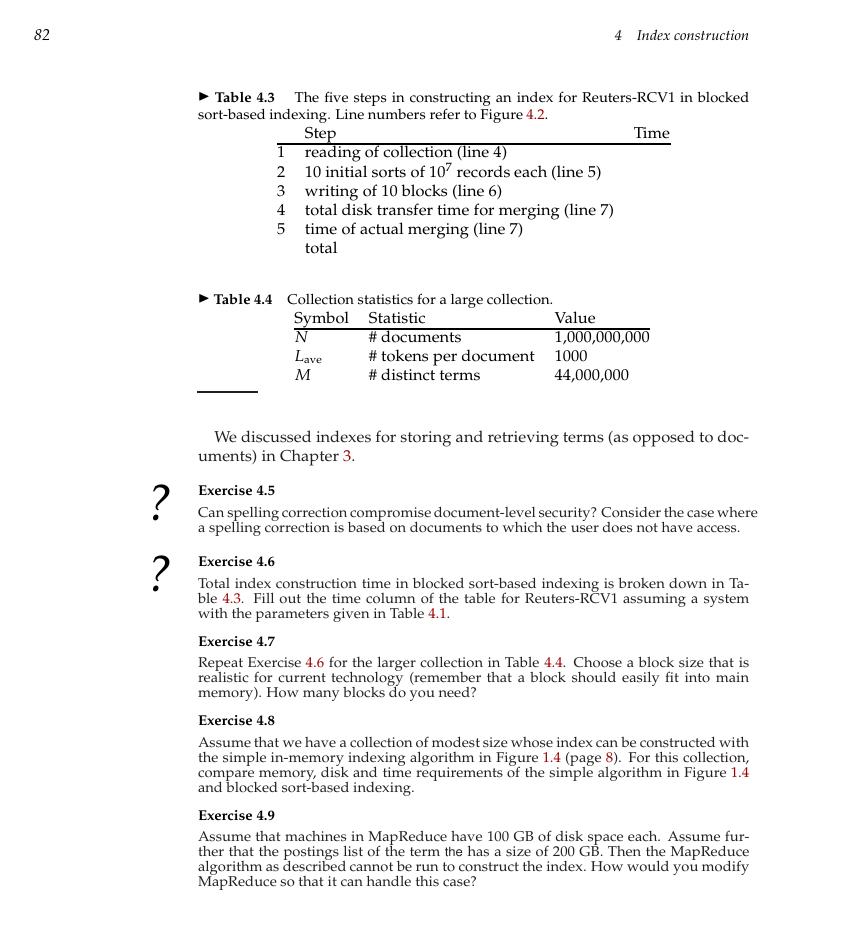 82
4 Index construction
► Table 4.3 The five steps in constructing an index for Reuters-RCV1 in blocked
sort-based indexing. Line numbers refer to Figure 4.2.
Step Time
1 reading of collection (line 4)
2 10 initial sorts of 10⁷ records each (line 5)
3 writing of 10 blocks (line 6)
4 total disk transfer time for merging (line 7)
5 time of actual merging (line 7)
total
► Table 4.4 Collection statistics for a large collection.
Symbol Statistic Value
N # documents 1,000,000,000
Lave # tokens per document 1000
M # distinct terms 44,000,000
We discussed indexes for storing and retrieving terms (as opposed to doc-
uments) in Chapter 3.
?
Exercise 4.5
Can spelling correction compromise document-level security? Consider the case where
a spelling correction is based on documents to which the user does not have access.
?
Exercise 4.6
Total index construction time in blocked sort-based indexing is broken down in Ta-
ble 4.3. Fill out the time column of the table for Reuters-RCV1 assuming a system
with the parameters given in Table 4.1.
Exercise 4.7
Repeat Exercise 4.6 for the larger collection in Table 4.4. Choose a block size that is
realistic for current technology (remember that a block should easily fit into main
memory). How many blocks do you need?
Exercise 4.8
Assume that we have a collection of modest size whose index can be constructed with
the simple in-memory indexing algorithm in Figure 1.4 (page 8). For this collection,
compare memory, disk and time requirements of the simple algorithm in Figure 1.4
and blocked sort-based indexing.
Exercise 4.9
Assume that machines in MapReduce have 100 GB of disk space each. Assume fur-
ther that the postings list of the term the has a size of 200 GB. Then the MapReduce
algorithm as described cannot be run to construct the index. How would you modify
MapReduce so that it can handle this case?